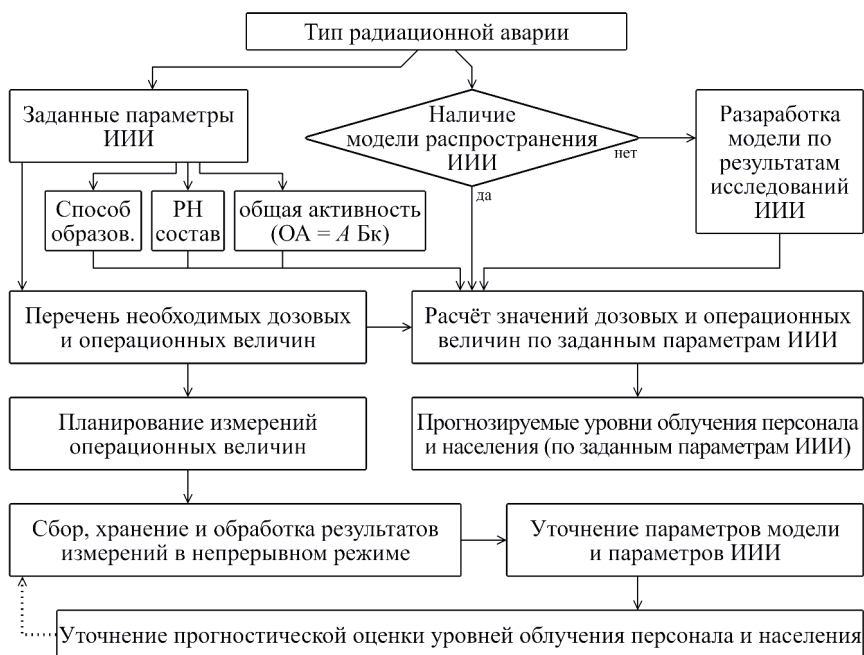 Тип радиационной аварии
Заданные параметры
ИИИ
Наличие
модели распространения
ИИИ
нет
да
Разаработка
модели по
результатам
исследований
ИИИ
Способ
образов.
РН
состав
общая активность
(ОА = A Бк)
Перечень необходимых дозовых
и операционных величин
Расчёт значений дозовых и операционных
величин по заданным параметрам ИИИ
Планирование измерений
операционных величин
Прогнозируемые уровни облучения персонала
и населения (по заданным параметрам ИИИ)
Сбор, хранение и обработка результатов
измерений в непрерывном режиме
Уточнение параметров модели
и параметров ИИИ
Уточнение прогностической оценки уровней облучения персонала и населения